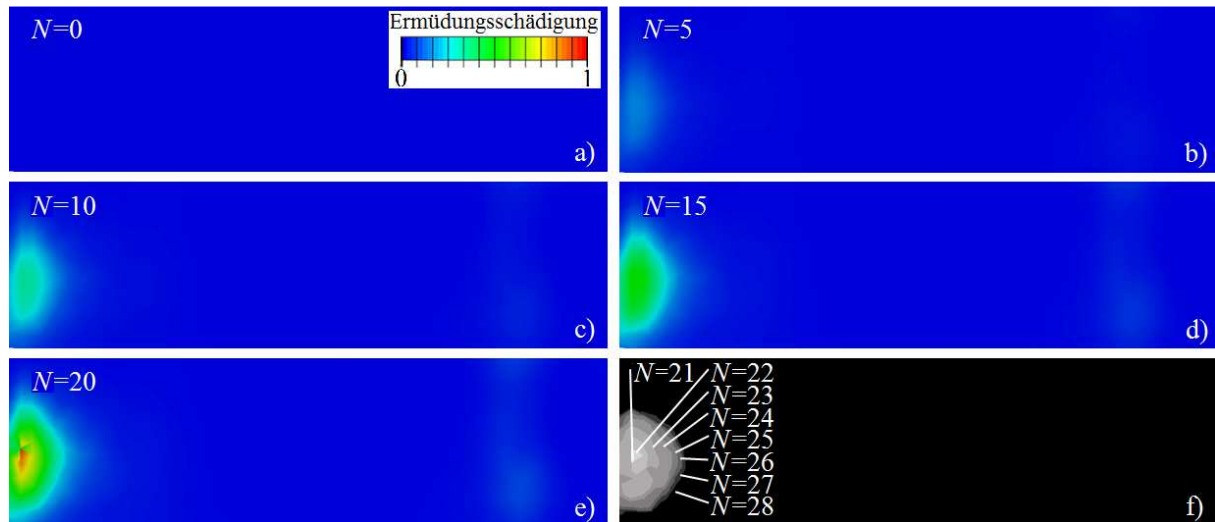 N=0
Ermüdungsschädigung
0 1
a)
N=5
b)
N=10
c)
N=15
d)
N=20
e)
N=21
N=22
N=23
N=24
N=25
N=26
N=27
N=28
f)